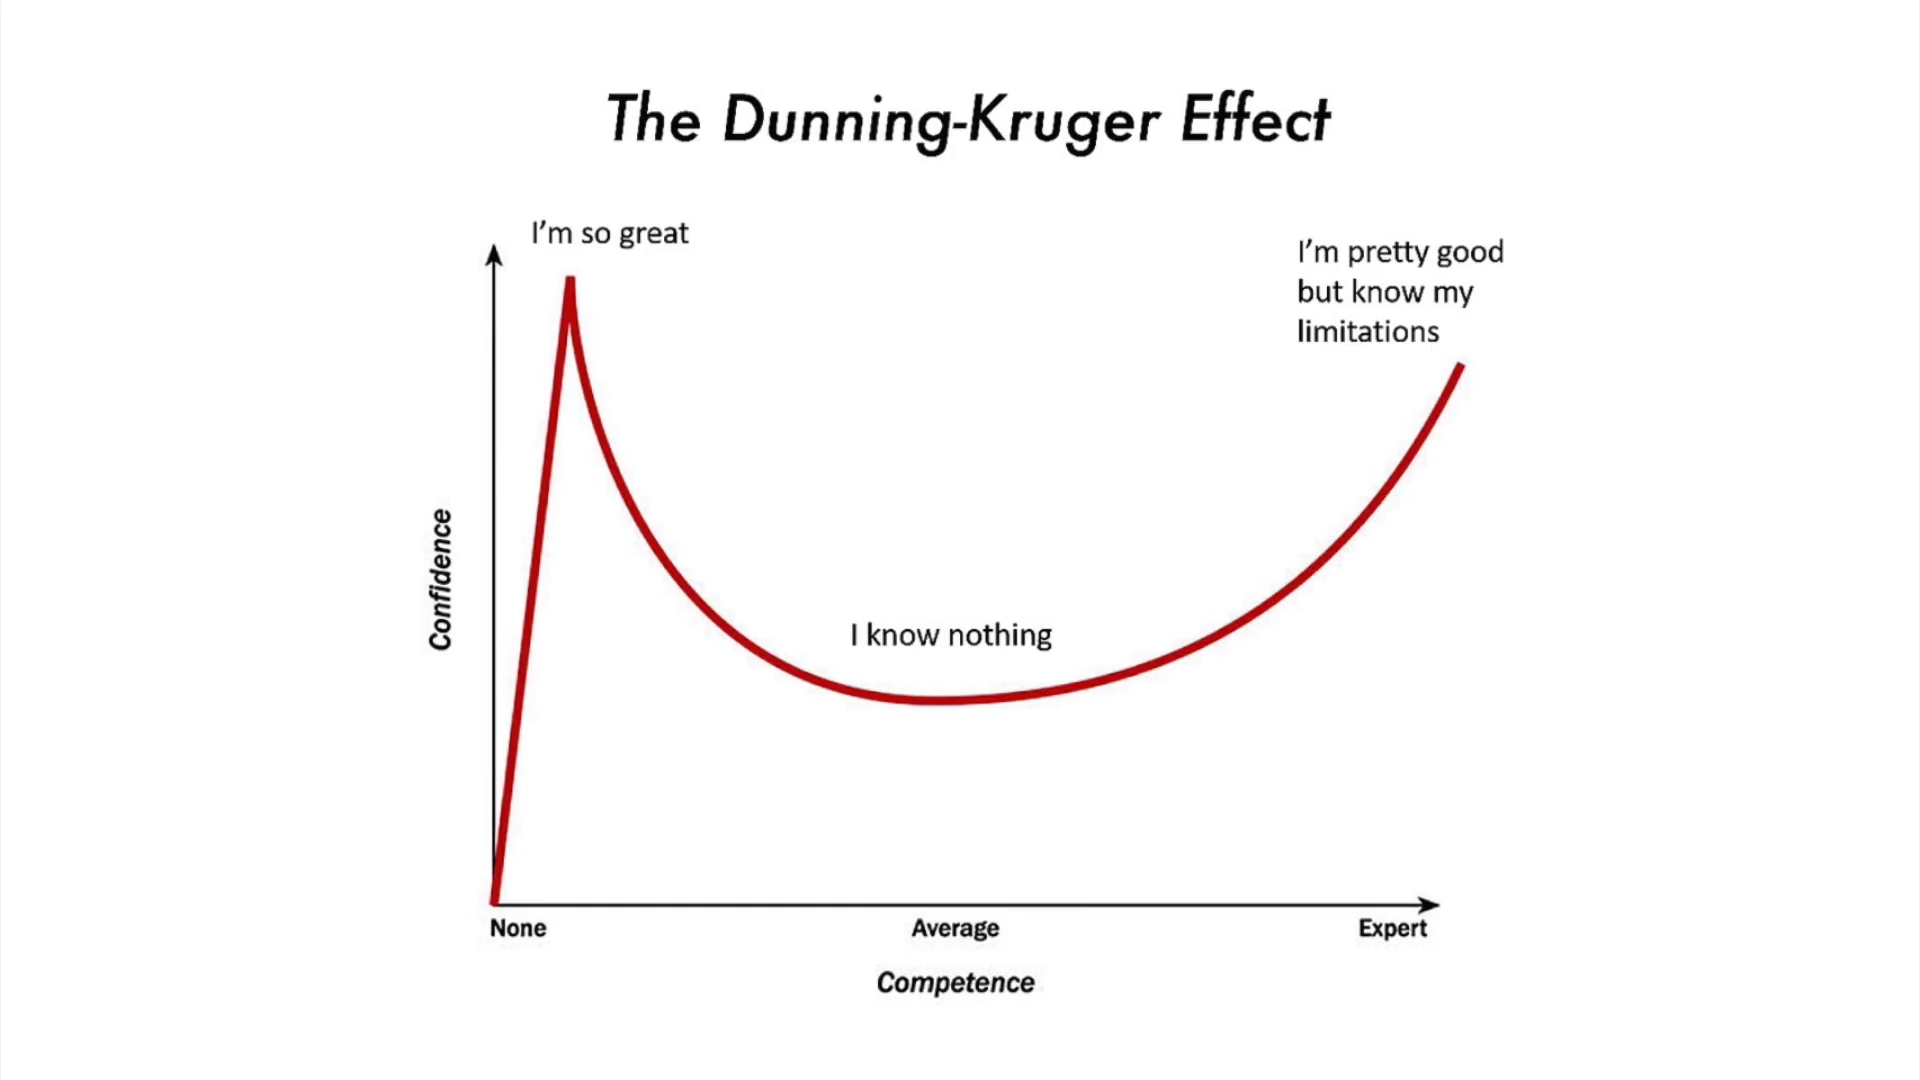 The Dunning-Kruger Effect
I'm so great
I'm pretty good
but know my
limitations
Confidence
I know nothing
None
Average
Expert
Competence